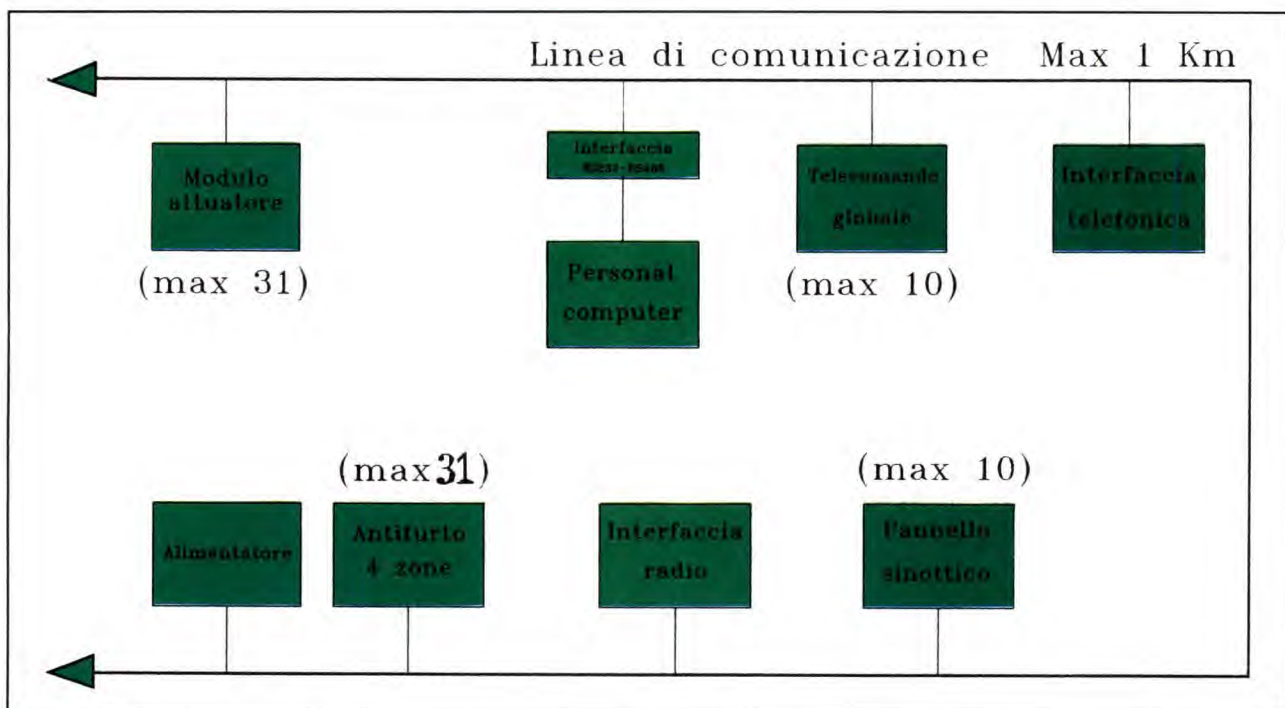 Linea di comunicazione Max 1 Km
Modulo
attuatore
(max 31)
Interfaccia
Personal
computer
Telecomando
globale
(max 10)
Interfaccia
telefonica
Alimentatore
(max 31)
Antifurto
4 zone
Interfaccia
radio
(max 10)
Pannello
sinottico